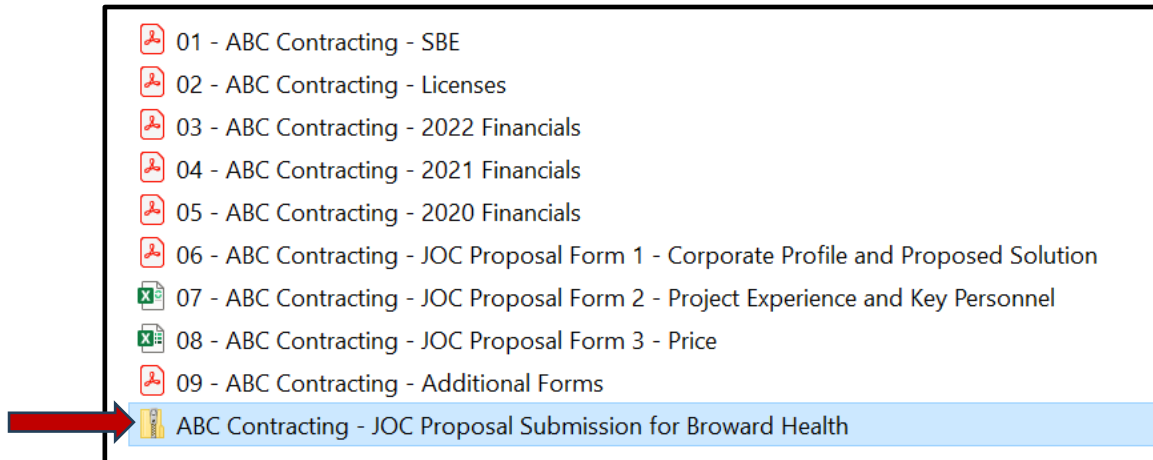 01 - ABC Contracting - SBE
02 - ABC Contracting - Licenses
03 - ABC Contracting - 2022 Financials
04 - ABC Contracting - 2021 Financials
05 - ABC Contracting - 2020 Financials
06 - ABC Contracting - JOC Proposal Form 1 - Corporate Profile and Proposed Solution
07 - ABC Contracting - JOC Proposal Form 2 - Project Experience and Key Personnel
08 - ABC Contracting - JOC Proposal Form 3 - Price
09 - ABC Contracting - Additional Forms
ABC Contracting - JOC Proposal Submission for Broward Health